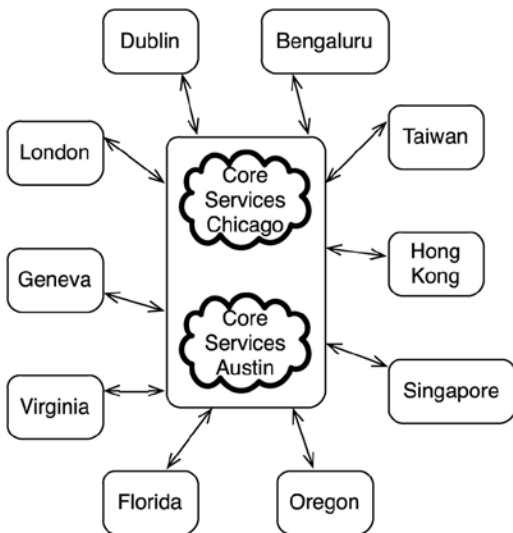 Dublin
Bengaluru
London
Taiwan
Core
Services
Chicago
Geneva
Hong
Kong
Core
Services
Austin
Virginia
Singapore
Florida
Oregon